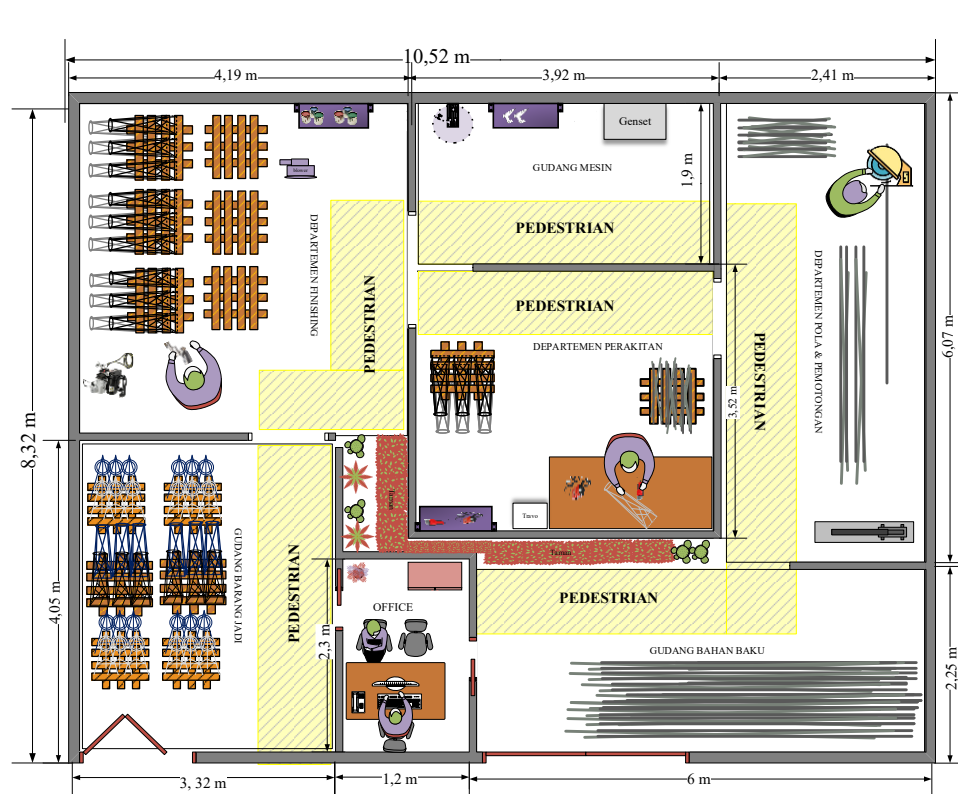 10,52 m
4,19 m
3,92 m
2,41 m
Genset
GUDANG MESIN
1,9 m
PEDESTRIAN
DEPARTEMEN FINISHING
PEDESTRIAN
PEDESTRIAN
DEPARTEMEN PERAKITAN
PEDESTRIAN
DEPARTEMEN POLA & PEMOTONGAN
6,07 m
3,52 m
8,32 m
Travo
Taman
Taman
GUDANG BARANG JADI
PEDESTRIAN
4,05 m
2,3 m
OFFICE
PEDESTRIAN
GUDANG BAHAN BAKU
2,25 m
3, 32 m
1,2 m
6 m